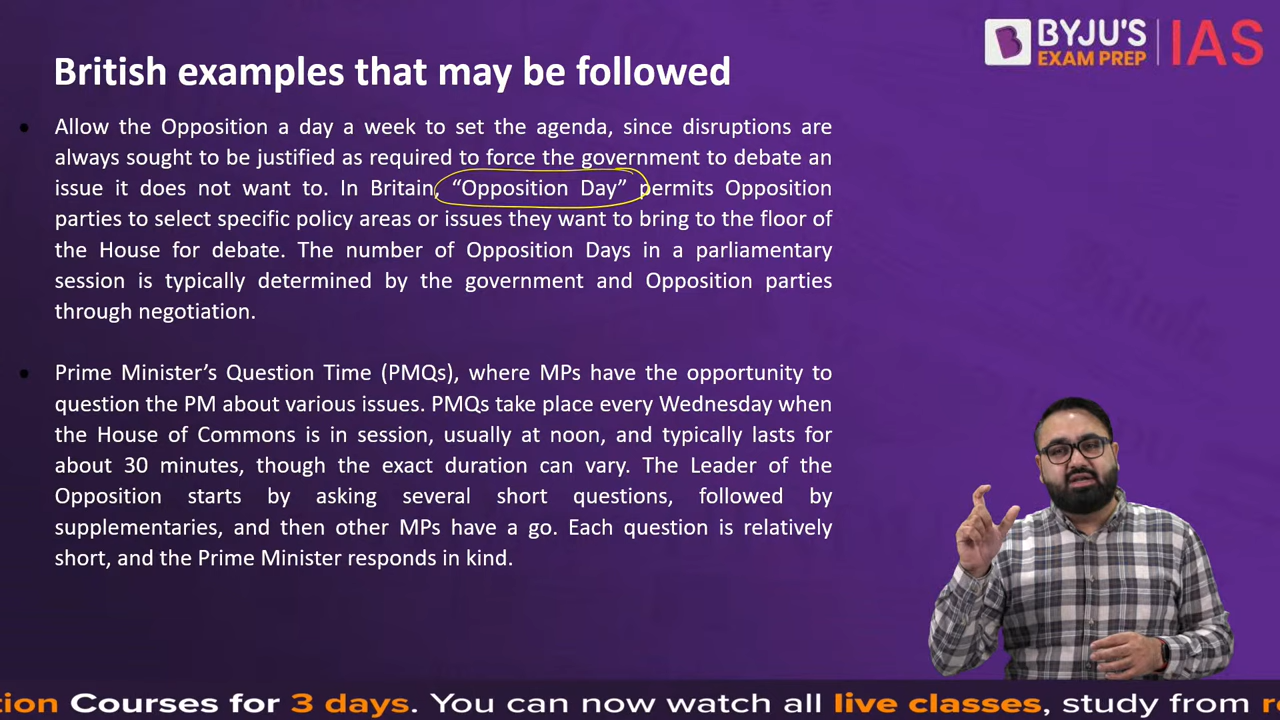 BYJU'S
EXAM PREP
IAS
British examples that may be followed
Allow the Opposition a day a week to set the agenda, since disruptions are
always sought to be justified as required to force the government to debate an
issue it does not want to. In Britain, “Opposition Day” permits Opposition
parties to select specific policy areas or issues they want to bring to the floor of
the House for debate. The number of Opposition Days in a parliamentary
session is typically determined by the government and Opposition parties
through negotiation.
Prime Minister’s Question Time (PMQs), where MPs have the opportunity to
question the PM about various issues. PMQs take place every Wednesday when
the House of Commons is in session, usually at noon, and typically lasts for
about 30 minutes, though the exact duration can vary. The Leader of the
Opposition starts by asking several short questions, followed by
supplementaries, and then other MPs have a go. Each question is relatively
short, and the Prime Minister responds in kind.
tion Courses for 3 days. You can now watch all live classes, study from